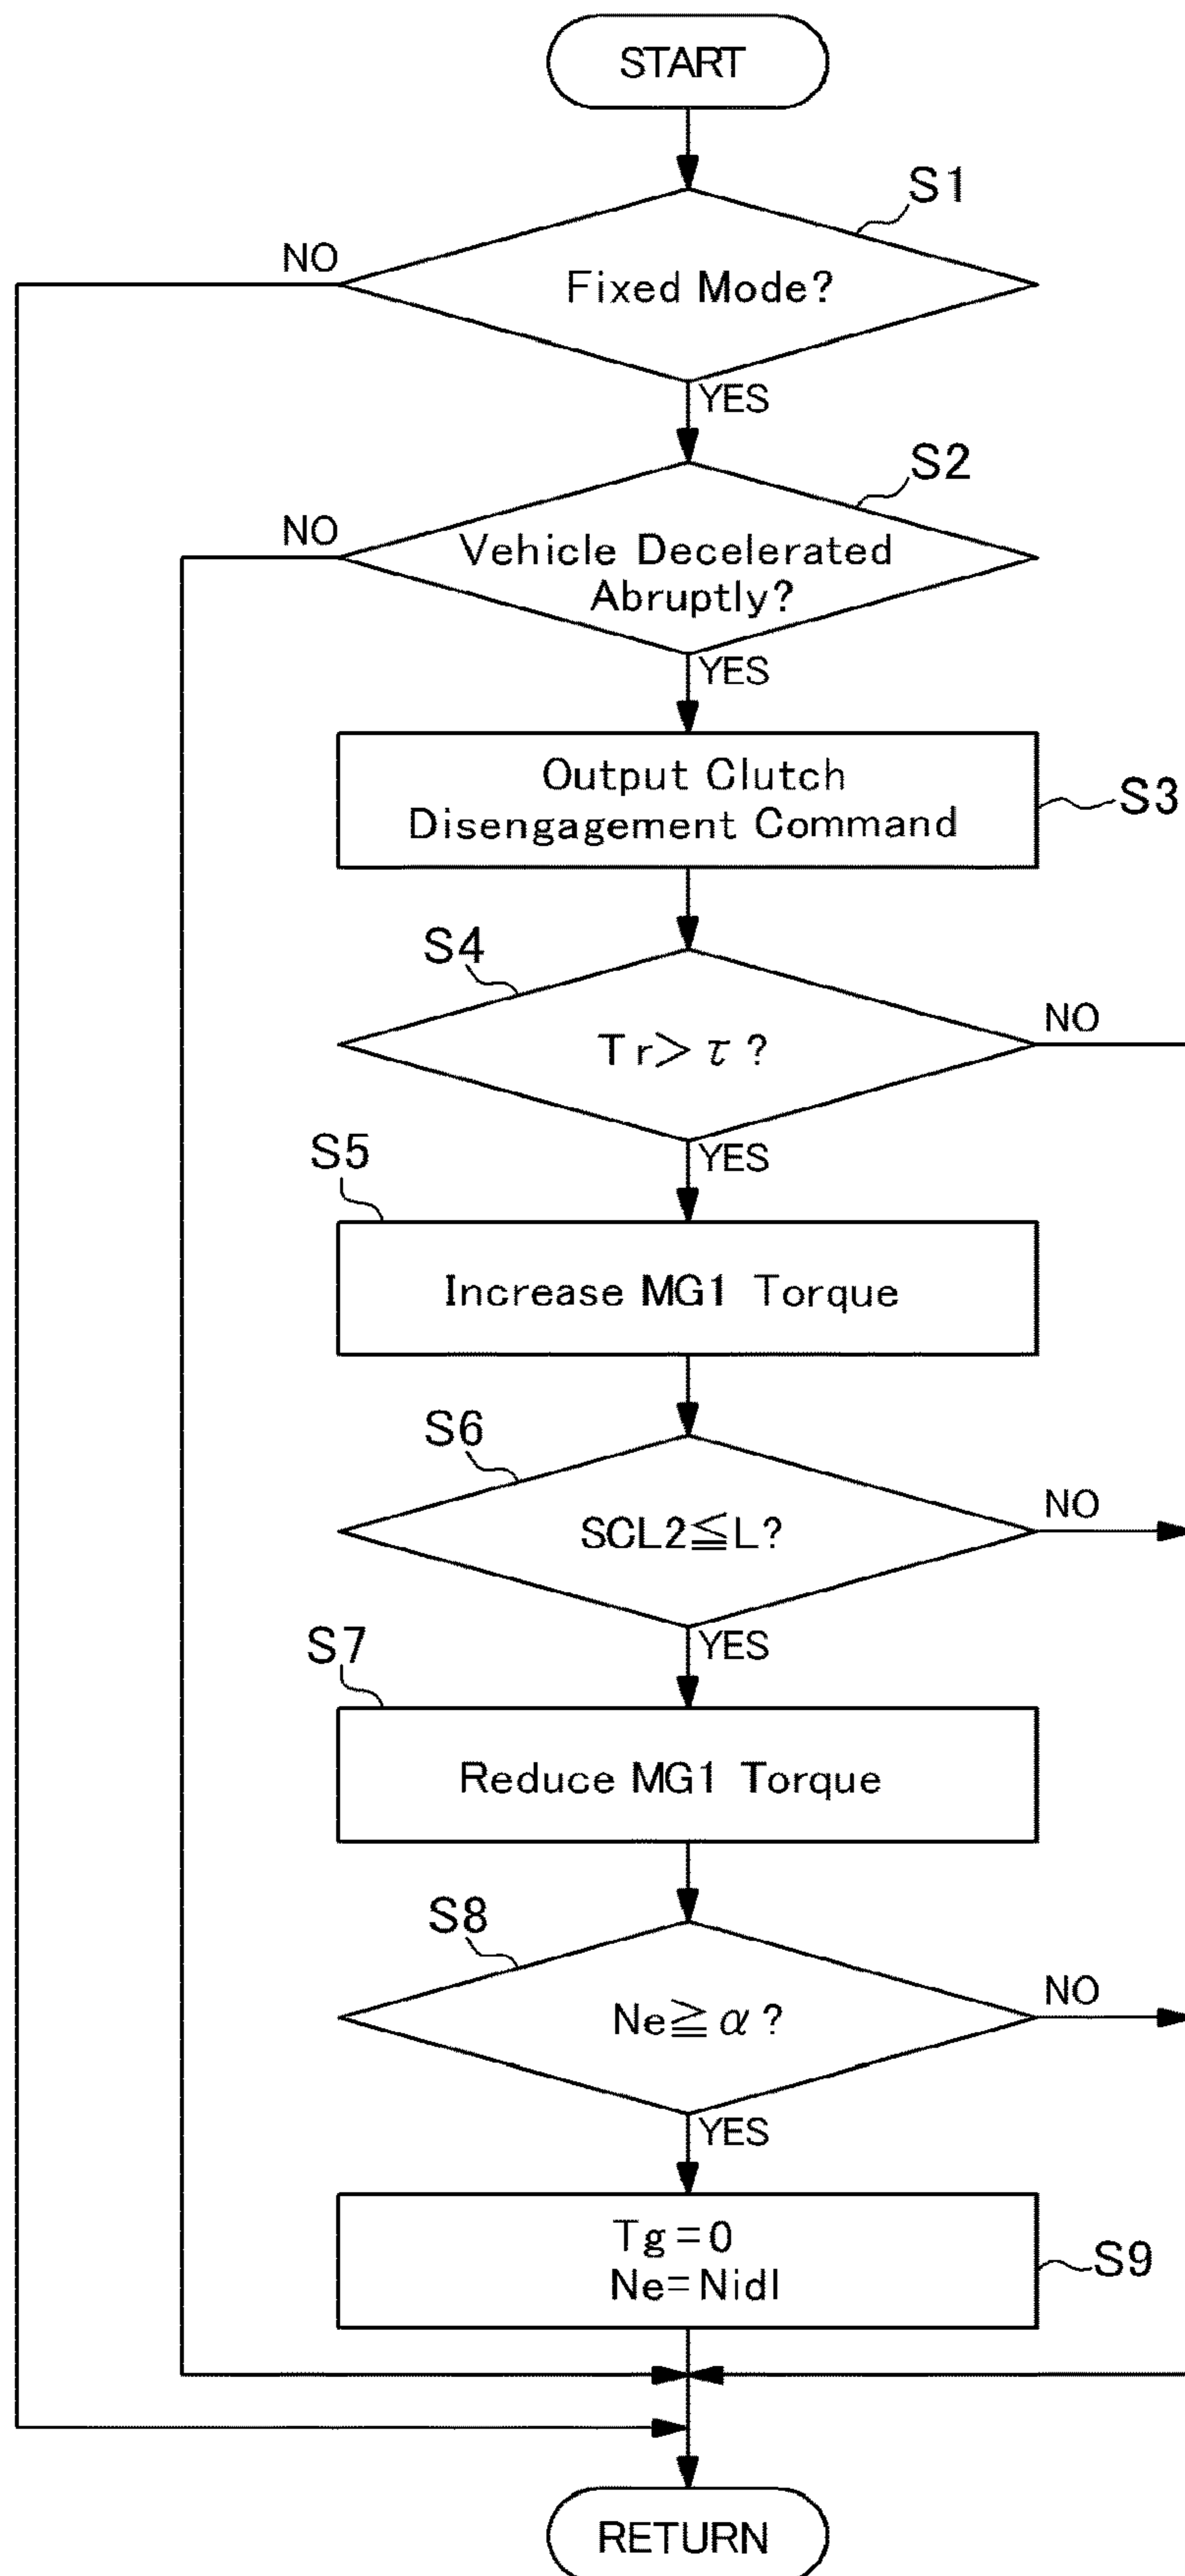 START
S1
NO
Fixed Mode?
YES
S2
NO
Vehicle Decelerated
Abruptly?
YES
Output Clutch
Disengagement Command
S3
S4
NO
Tr>τ?
YES
S5
Increase MG1 Torque
S6
NO
SCL2≦L?
YES
S7
Reduce MG1 Torque
S8
NO
Ne≧α?
YES
Tg=0
Ne=Nidl
S9
RETURN